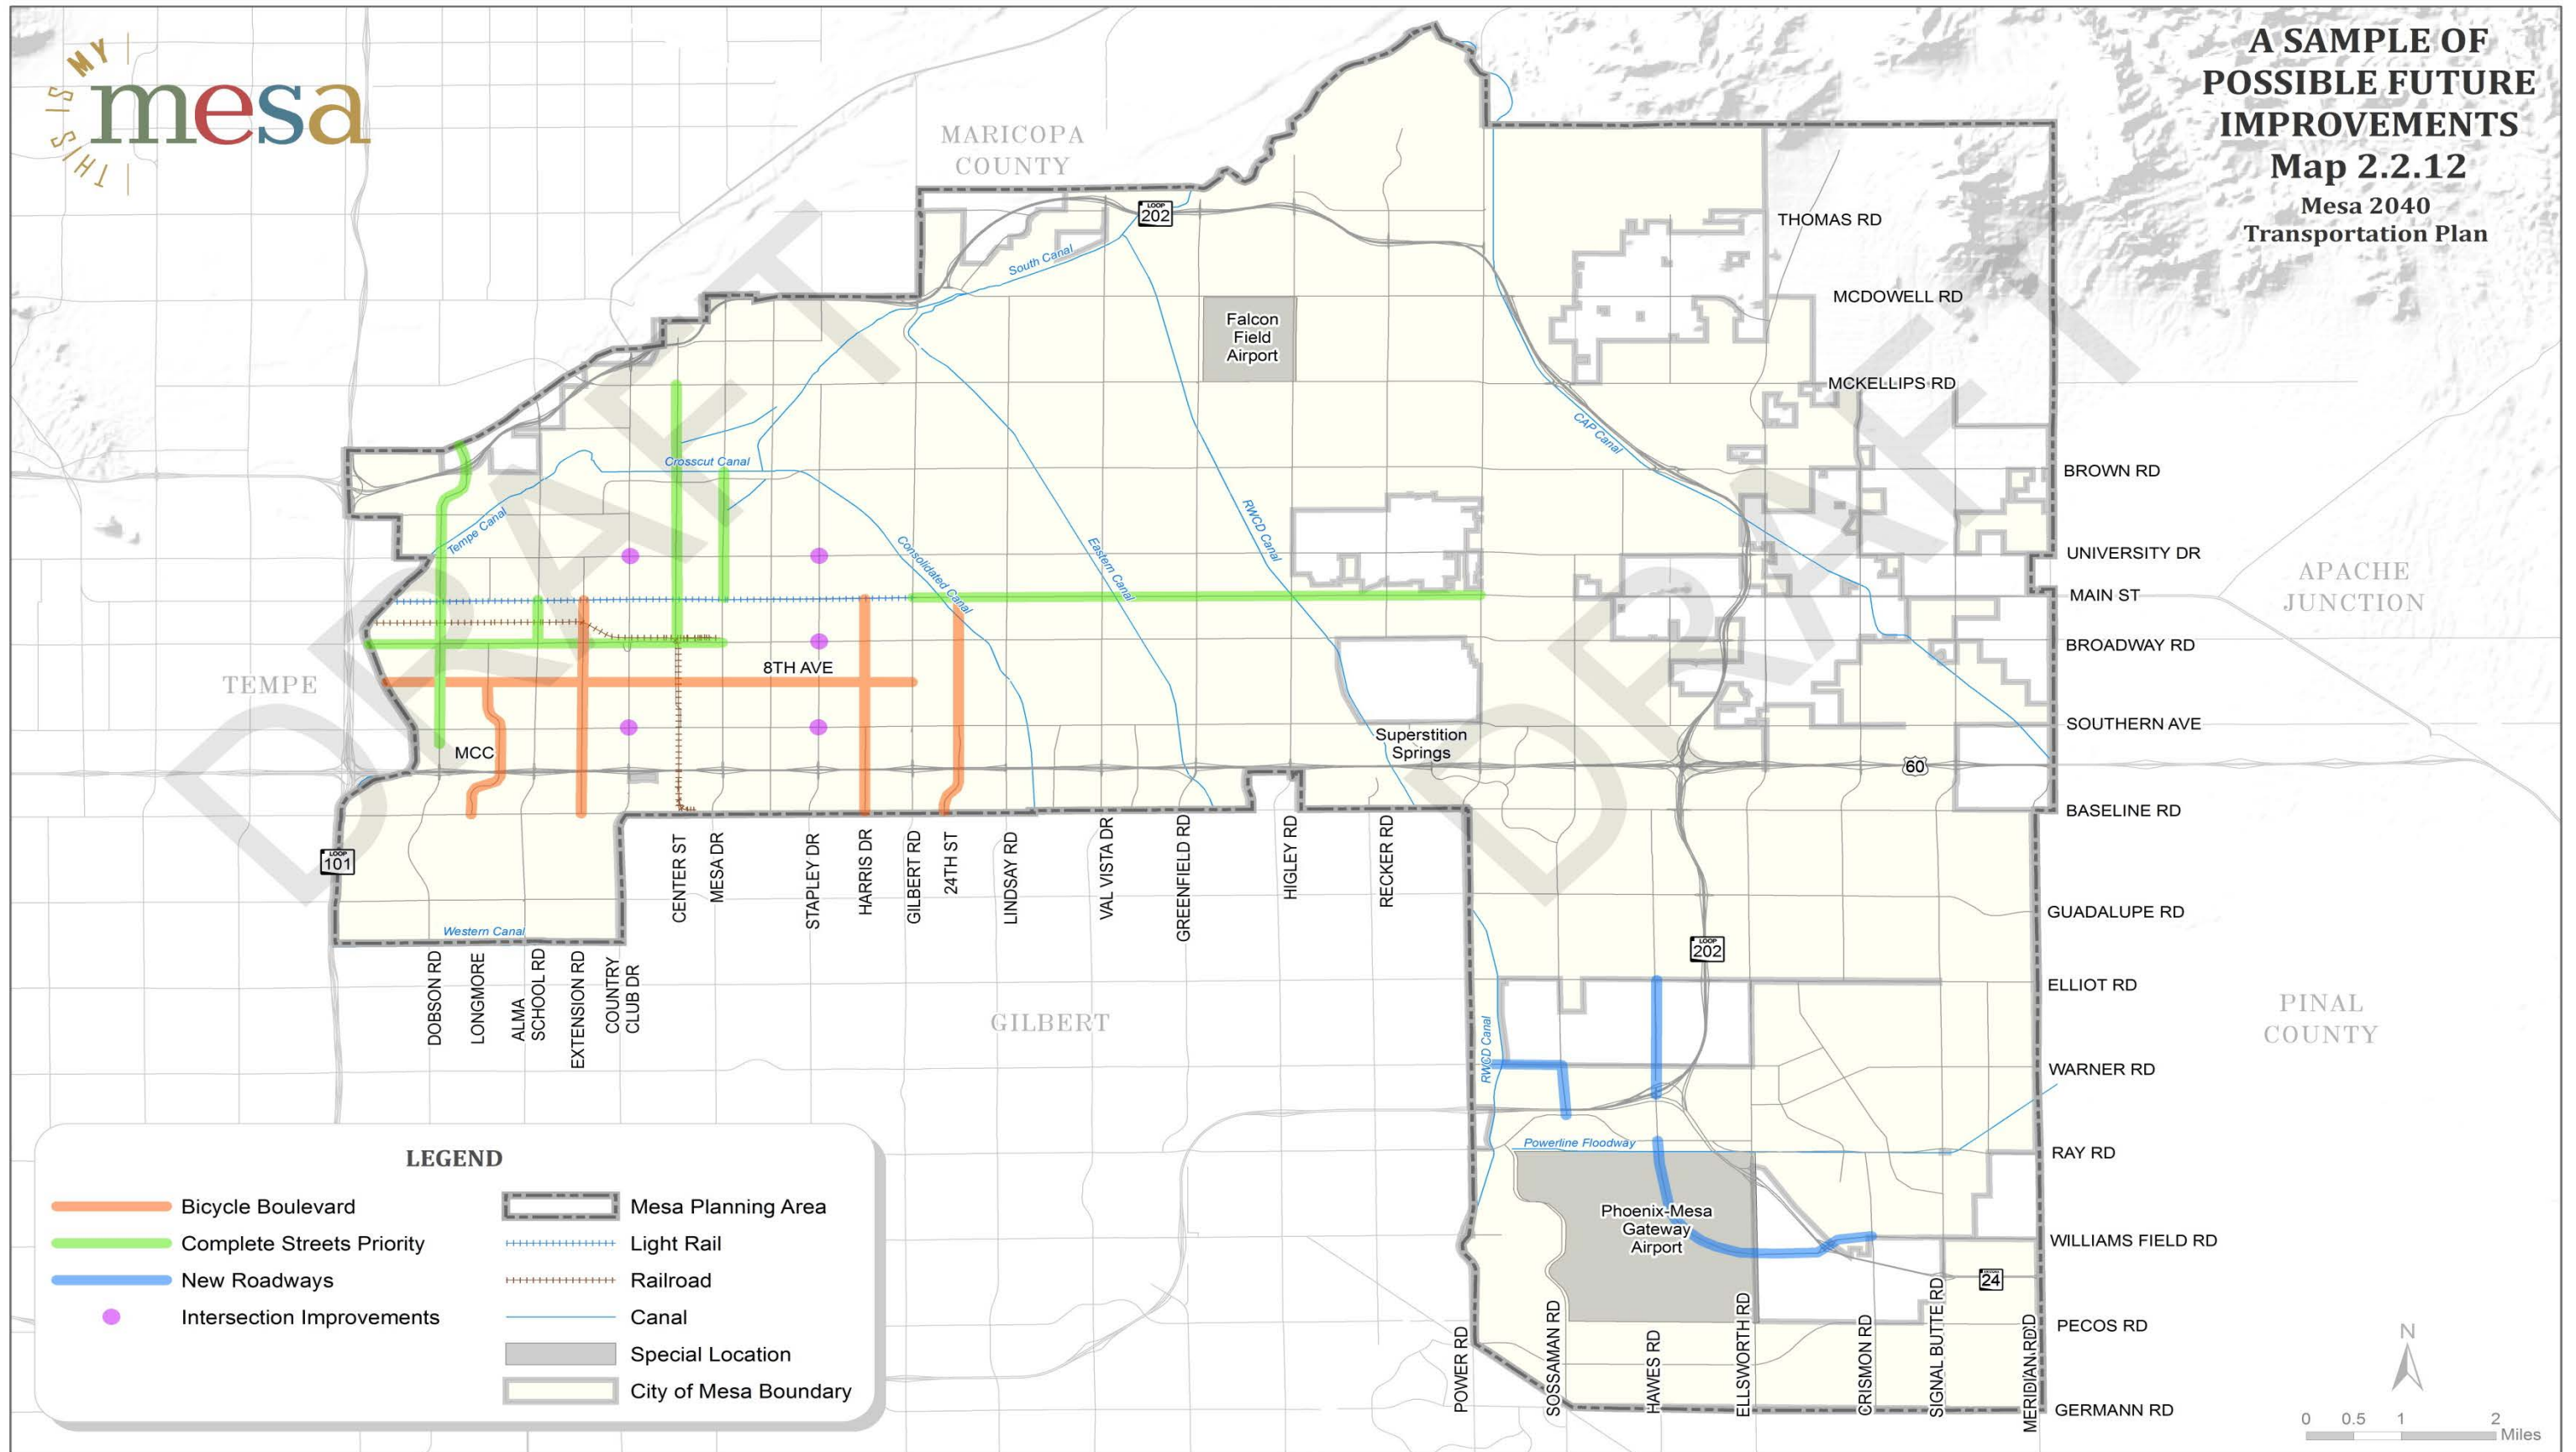 THIS IS MY
mesa
A SAMPLE OF
POSSIBLE FUTURE
IMPROVEMENTS
Map 2.2.12
Mesa 2040
Transportation Plan
MARICOPA
COUNTY
LOOP
202
THOMAS RD
South Canal
MCDOWELL RD
Falcon
Field
Airport
MCKELLIPS RD
CAP Canal
Crosscut Canal
BROWN RD
Tempe Canal
Consolidated Canal
Eastern Canal
RWCD Canal
UNIVERSITY DR
APACHE
JUNCTION
MAIN ST
BROADWAY RD
8TH AVE
TEMPE
SOUTHERN AVE
MCC
Superstition
Springs
60
BASELINE RD
LOOP
101
CENTER ST
MESA DR
STAPLEY DR
HARRIS DR
GILBERT RD
24TH ST
LINDSAY RD
VAL VISTA DR
GREENFIELD RD
HIGLEY RD
RECKER RD
GUADALUPE RD
Western Canal
LOOP
202
DOBSON RD
LONGMORE
ALMA
SCHOOL RD
EXTENSION RD
COUNTRY
CLUB DR
ELLIOT RD
GILBERT
PINAL
COUNTY
RWCD Canal
WARNER RD
Powerline Floodway
RAY RD
Phoenix-Mesa
Gateway
Airport
WILLIAMS FIELD RD
24
PECOS RD
POWER RD
SOSSAMAN RD
HAWES RD
ELLSWORTH RD
CRISMON RD
SIGNAL BUTTE RD
MERIDIAN RD
GERMANN RD
DRAFT
DRAFT
LEGEND
Bicycle Boulevard
Complete Streets Priority
New Roadways
Intersection Improvements
Mesa Planning Area
Light Rail
Railroad
Canal
Special Location
City of Mesa Boundary
N
0 0.5 1 2
Miles